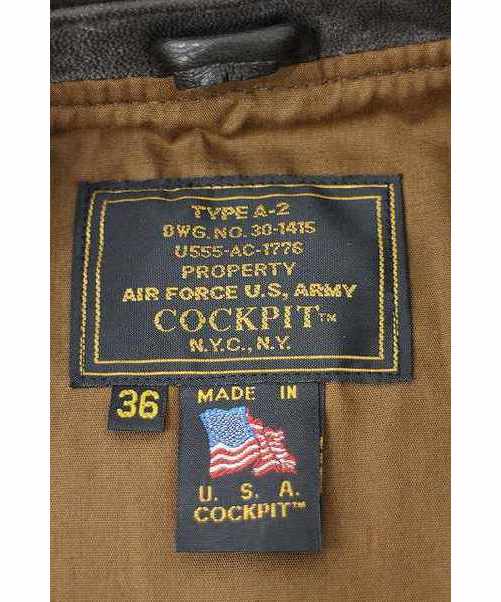 TYPE A-2
DWG. NO. 30-1415
U555-AC-1776
PROPERTY
AIR FORCE U.S, ARMY
COCKPIT™
N.Y.C., N.Y.
36
MADE IN
U. S. A.
COCKPIT™